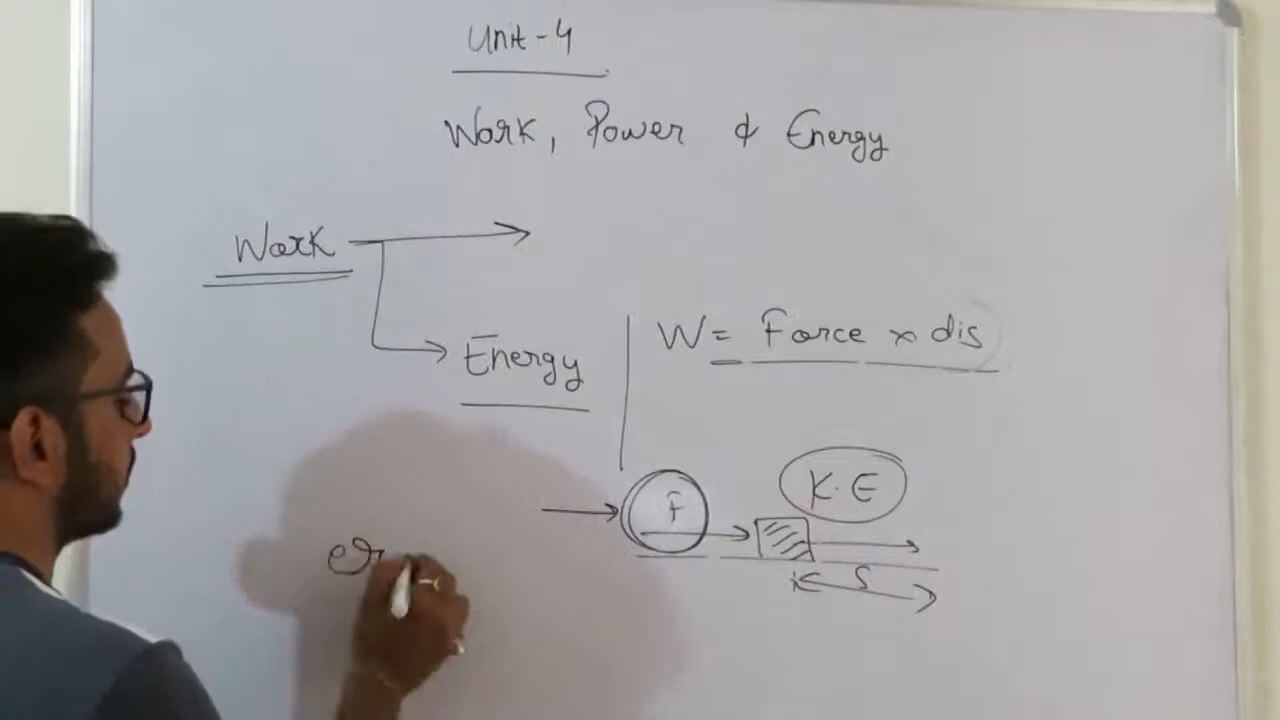 Unit - 4
Work, Power & Energy
Work
Energy
W = Force × dis
F
K.E
S